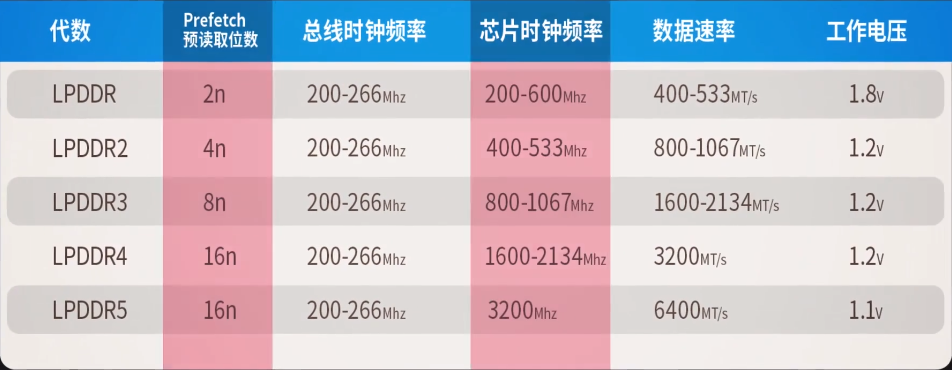 代数 Prefetch 预读取位数 总线时钟频率 芯片时钟频率 数据速率 工作电压
LPDDR 2n 200-266Mhz 200-600Mhz 400-533MT/s 1.8V
LPDDR2 4n 200-266Mhz 400-533Mhz 800-1067MT/s 1.2V
LPDDR3 8n 200-266Mhz 800-1067Mhz 1600-2134MT/s 1.2V
LPDDR4 16n 200-266Mhz 1600-2134Mhz 3200MT/s 1.2V
LPDDR5 16n 200-266Mhz 3200Mhz 6400MT/s 1.1V